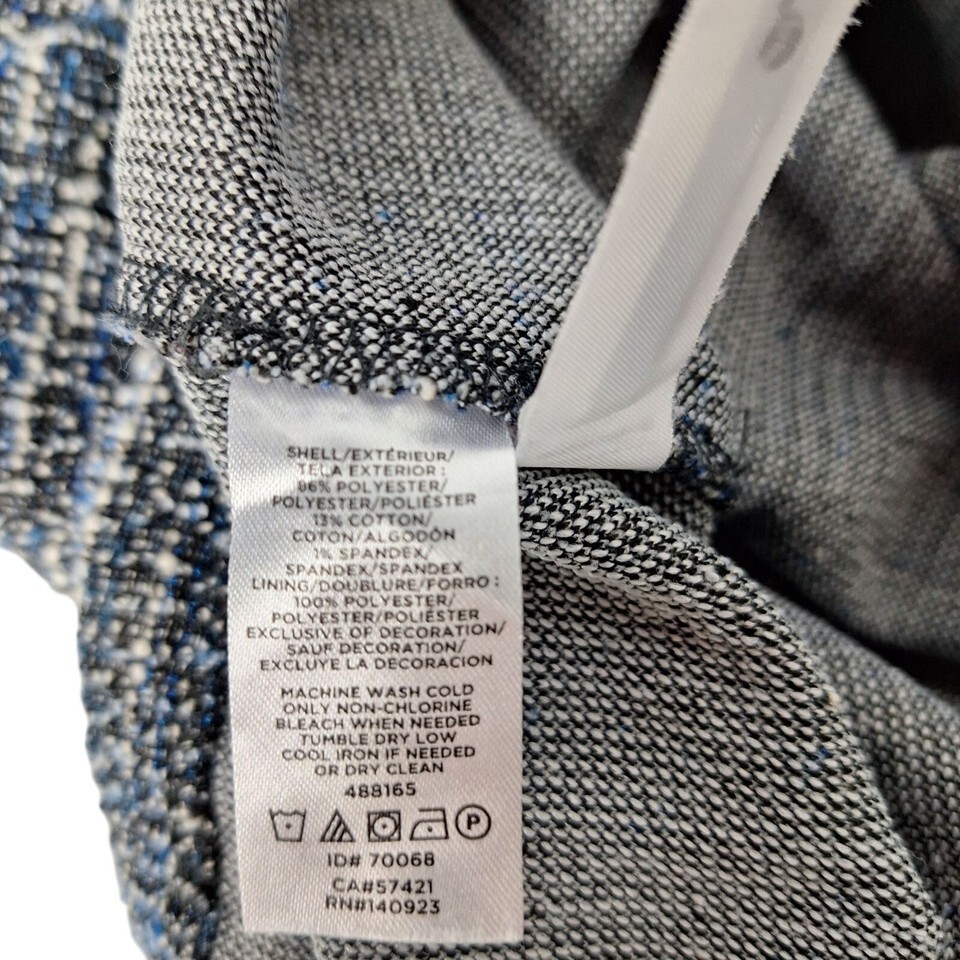 SHELL/EXTÉRIEUR/
TELA EXTERIOR :
86% POLYESTER/
POLYESTER/POLIÉSTER
13% COTTON/
COTON/ALGODÓN
1% SPANDEX/
SPANDEX/SPANDEX
LINING/DOUBLURE/FORRO :
100% POLYESTER/
POLYESTER/POLIÉSTER
EXCLUSIVE OF DECORATION/
SAUF DECORATION/
EXCLUYE LA DECORACION
MACHINE WASH COLD
ONLY NON-CHLORINE
BLEACH WHEN NEEDED
TUMBLE DRY LOW
COOL IRON IF NEEDED
OR DRY CLEAN
488165
P
ID# 70068
CA#57421
RN#140923